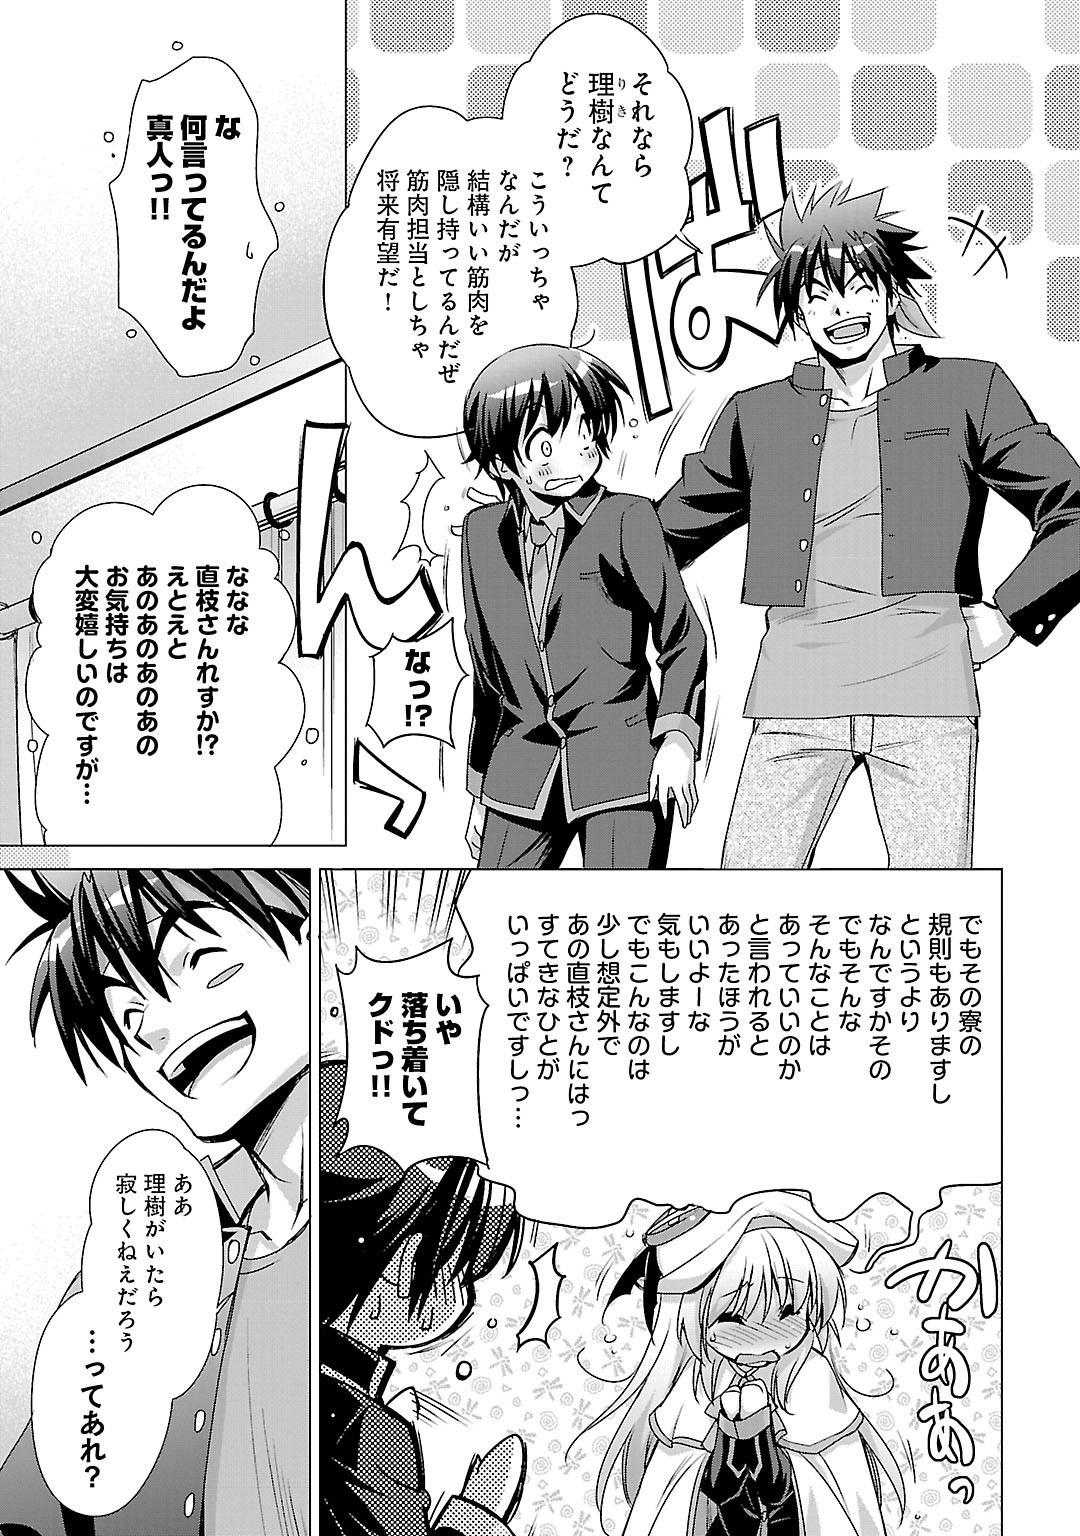 それなら
理樹なんて
どうだ？
りき
こういっちゃ
なんだが
結構いい筋肉を
隠し持ってるんだぜ
筋肉担当としちゃ
将来有望だ！
ばーん
なっ!?
な
何言ってるんだよ
真人っ!!
ななな
直枝さんれすか!?
えとえと
あのあのあのあの
お気持ちは
大変嬉しいのですが…
でもその寮の
規則もありますし
というより
なんですかその
でもそんな
そんなことは
あっていいのか
と言われると
あったほうが
いいよーな
気もしますし
でもこんなのは
少し想定外で
あの直枝さんにはっ
すてきなひとが
いっぱいですしっ…
かあああっ
いや
落ち着いて
クドっ!!
ああ
理樹がいたら
寂しくねぇだろう
…ってあれ？